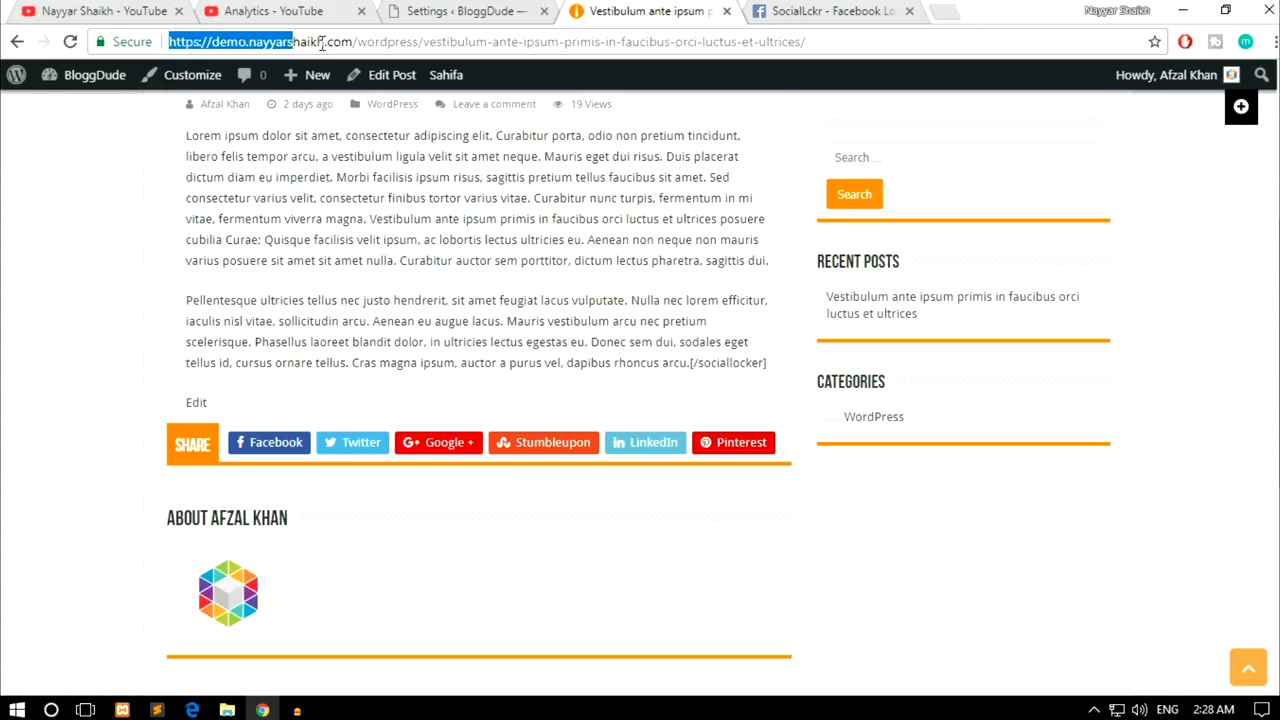 Nayyar Shaikh - YouTube
Analytics - YouTube
Settings ‹ BloggDude —
Vestibulum ante ipsum p
SocialLckr - Facebook Lo
Nayyar Shaikh
Secure
https://demo.nayyarshaikh.com/wordpress/vestibulum-ante-ipsum-primis-in-faucibus-orci-luctus-et-ultrices/
BloggDude
Customize
0
New
Edit Post
Sahifa
Howdy, Afzal Khan
Afzal Khan
2 days ago
WordPress
Leave a comment
19 Views
Lorem ipsum dolor sit amet, consectetur adipiscing elit. Curabitur porta, odio non pretium tincidunt,
libero felis tempor arcu, a vestibulum ligula velit sit amet neque. Mauris eget dui risus. Duis placerat
dictum diam eu imperdiet. Morbi facilisis ipsum risus, sagittis pretium tellus faucibus sit amet. Sed
consectetur varius velit, consectetur finibus tortor varius vitae. Curabitur nunc turpis, fermentum in mi
vitae, fermentum viverra magna. Vestibulum ante ipsum primis in faucibus orci luctus et ultrices posuere
cubilia Curae; Quisque facilisis velit ipsum, ac lobortis lectus ultricies eu. Aenean non neque non mauris
varius posuere sit amet sit amet nulla. Curabitur auctor sem porttitor, dictum lectus pharetra, sagittis dui.
Pellentesque ultricies tellus nec justo hendrerit, sit amet feugiat lacus vulputate. Nulla nec lorem efficitur,
iaculis nisl vitae, sollicitudin arcu. Aenean eu augue lacus. Mauris vestibulum arcu nec pretium
scelerisque. Phasellus laoreet blandit dolor, in ultricies lectus egestas eu. Donec sem dui, sodales eget
tellus id, cursus ornare tellus. Cras magna ipsum, auctor a purus vel, dapibus rhoncus arcu.[/sociallocker]
Edit
SHARE
Facebook
Twitter
Google +
Stumbleupon
LinkedIn
Pinterest
ABOUT AFZAL KHAN
Search ...
Search
RECENT POSTS
Vestibulum ante ipsum primis in faucibus orci
luctus et ultrices
CATEGORIES
WordPress
ENG
2:28 AM